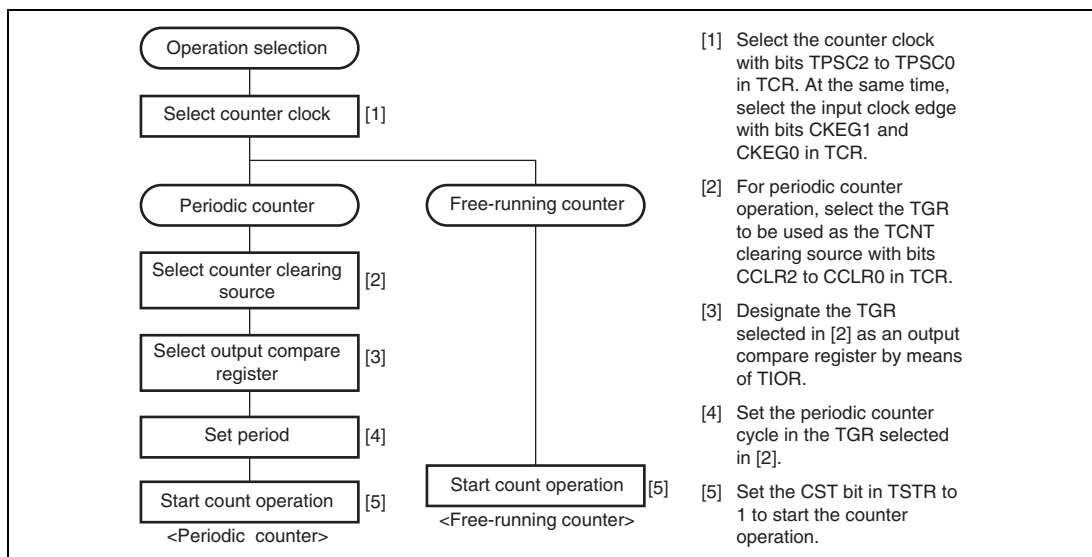 Operation selection
Select counter clock
[1]
Periodic counter
Free-running counter
Select counter clearing
source
[2]
Select output compare
register
[3]
Set period
[4]
Start count operation
[5]
<Periodic counter>
Start count operation
[5]
<Free-running counter>
[1] Select the counter clock
with bits TPSC2 to TPSC0
in TCR. At the same time,
select the input clock edge
with bits CKEG1 and
CKEG0 in TCR.
[2] For periodic counter
operation, select the TGR
to be used as the TCNT
clearing source with bits
CCLR2 to CCLR0 in TCR.
[3] Designate the TGR
selected in [2] as an output
compare register by means
of TIOR.
[4] Set the periodic counter
cycle in the TGR selected
in [2].
[5] Set the CST bit in TSTR to
1 to start the counter
operation.